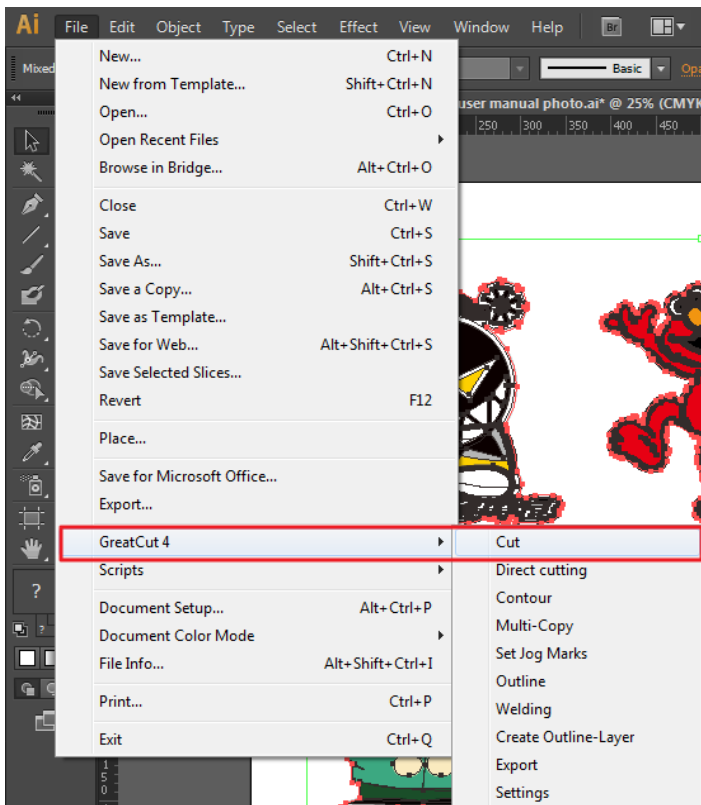 Ai File Edit Object Type Select Effect View Window Help Br
Mixed Basic Opa
user manual photo.ai* @ 25% (CMYK
250 300 350 400 450
New... Ctrl+N
New from Template... Shift+Ctrl+N
Open... Ctrl+O
Open Recent Files
Browse in Bridge... Alt+Ctrl+O
Close Ctrl+W
Save Ctrl+S
Save As... Shift+Ctrl+S
Save a Copy... Alt+Ctrl+S
Save as Template...
Save for Web... Alt+Shift+Ctrl+S
Save Selected Slices...
Revert F12
Place...
Save for Microsoft Office...
Export...
GreatCut 4 Cut
Scripts Direct cutting
Contour
Document Setup... Alt+Ctrl+P
Multi-Copy
Document Color Mode
Set Jog Marks
File Info... Alt+Shift+Ctrl+I
Outline
Print... Ctrl+P
Welding
Exit Ctrl+Q
Create Outline-Layer
Export
Settings
?
?
1
5
0